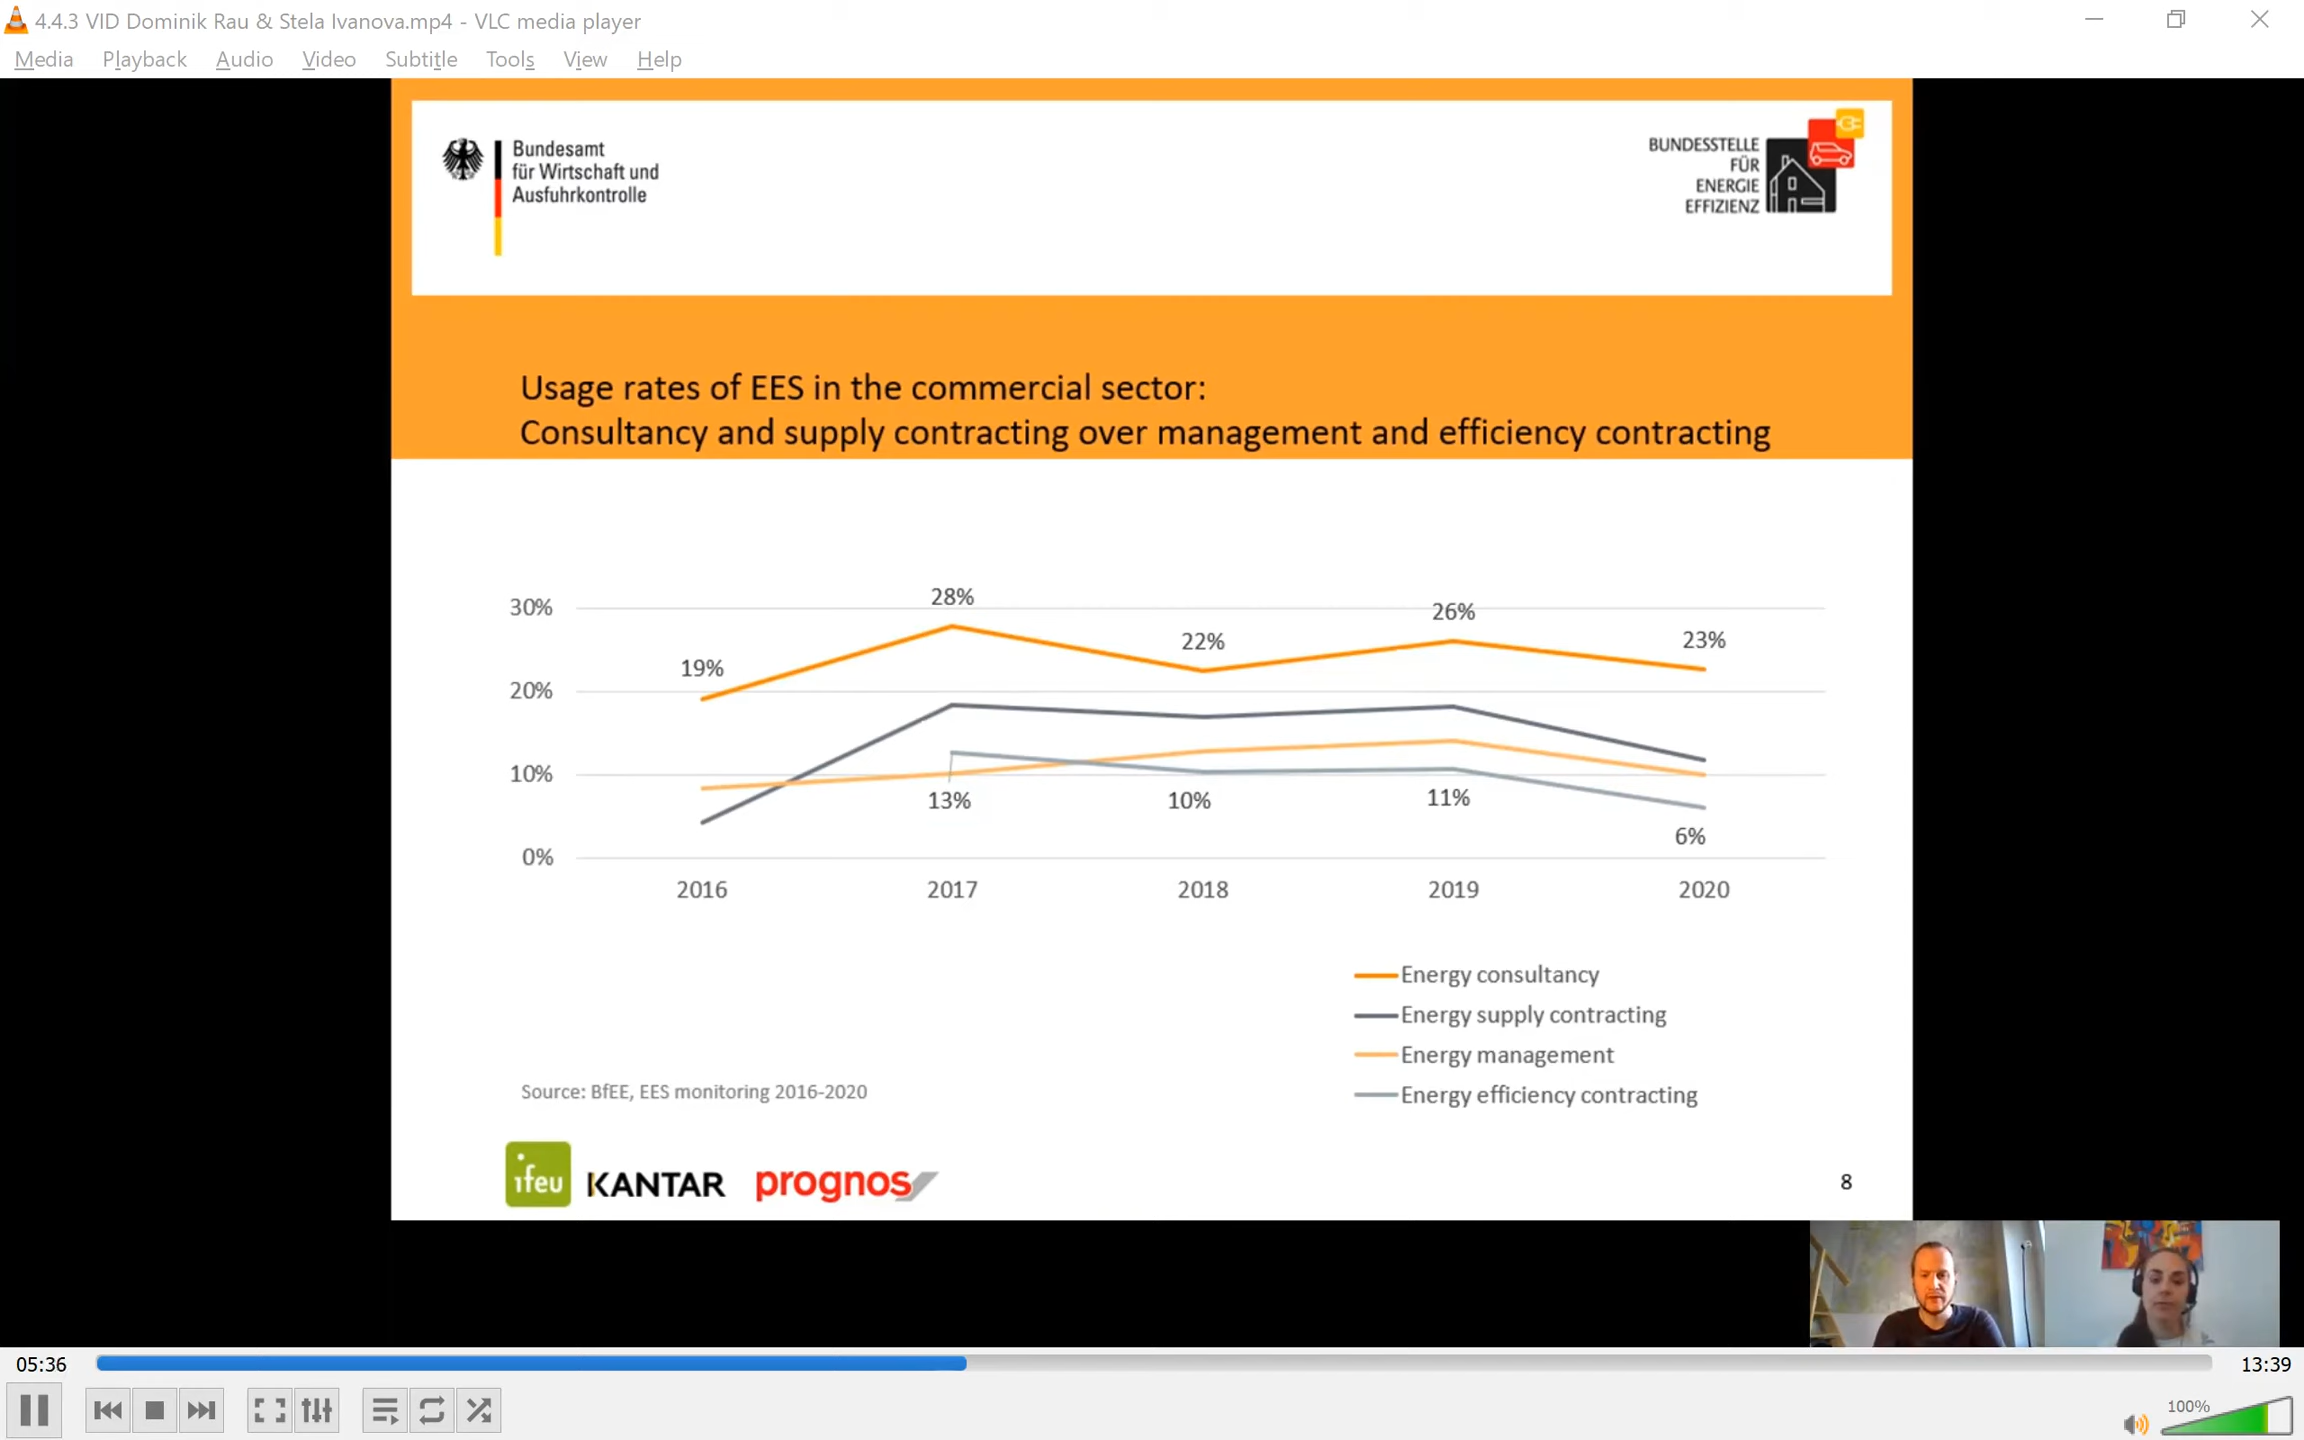 4.4.3 VID Dominik Rau & Stela Ivanova.mp4 - VLC media player
Media Playback Audio Video Subtitle Tools View Help
Bundesamt
für Wirtschaft und
Ausfuhrkontrolle
BUNDESSTELLE
FÜR
ENERGIE
EFFIZIENZ
Usage rates of EES in the commercial sector:
Consultancy and supply contracting over management and efficiency contracting
30%
20%
10%
0%
19%
28%
22%
26%
23%
13%
10%
11%
6%
2016 2017 2018 2019 2020
Energy consultancy
Energy supply contracting
Energy management
Energy efficiency contracting
Source: BfEE, EES monitoring 2016-2020
ifeu KANTAR prognos
8
05:36
13:39
100%